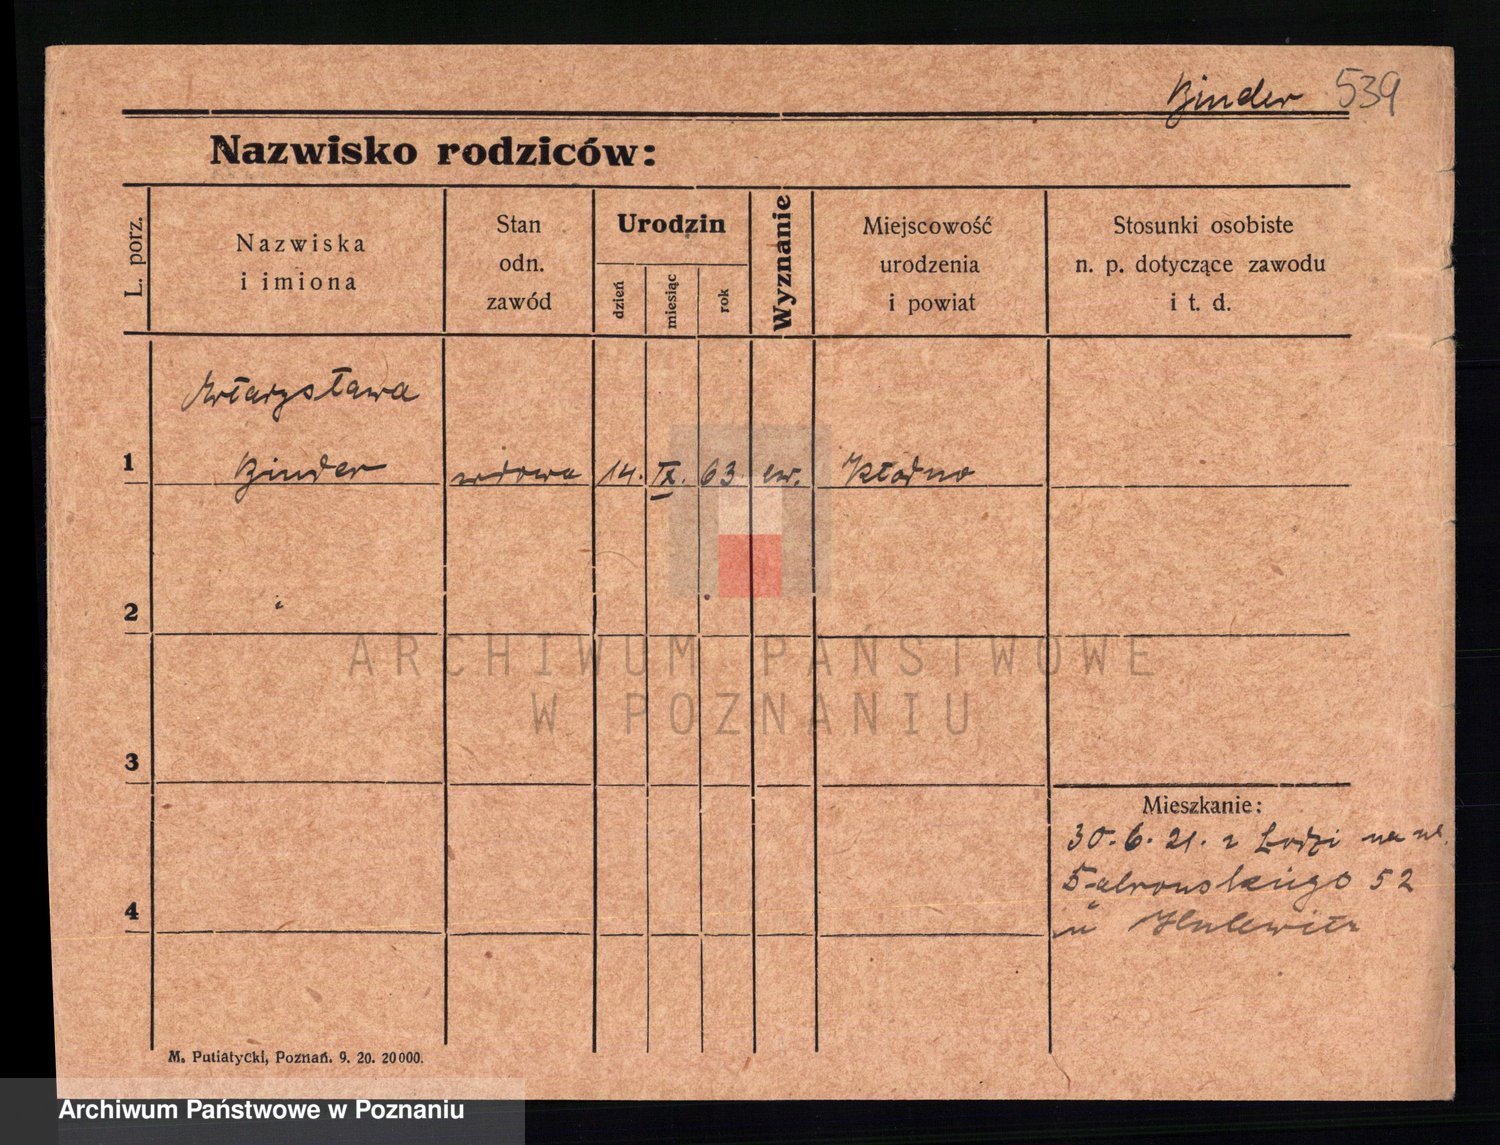 Binder 539
Nazwisko rodziców:
L. porz.
Nazwiska
i imiona
Stan
odn.
zawód
Urodzin
dzień
miesiąc
rok
Wyznanie
Miejscowość
urodzenia
i powiat
Stosunki osobiste
n. p. dotyczące zawodu
i t. d.
Władysława
1 Binder wdowa 14. IX. 63 ew. Kłodno
2
3
4
Mieszkanie:
30. 6. 21. z Łodzi na ul.
52
u
M. Putiatycki, Poznań. 9. 20. 20000.
ARCHIWUM PAŃSTWOWE
W POZNANIU
Archiwum Państwowe w Poznaniu